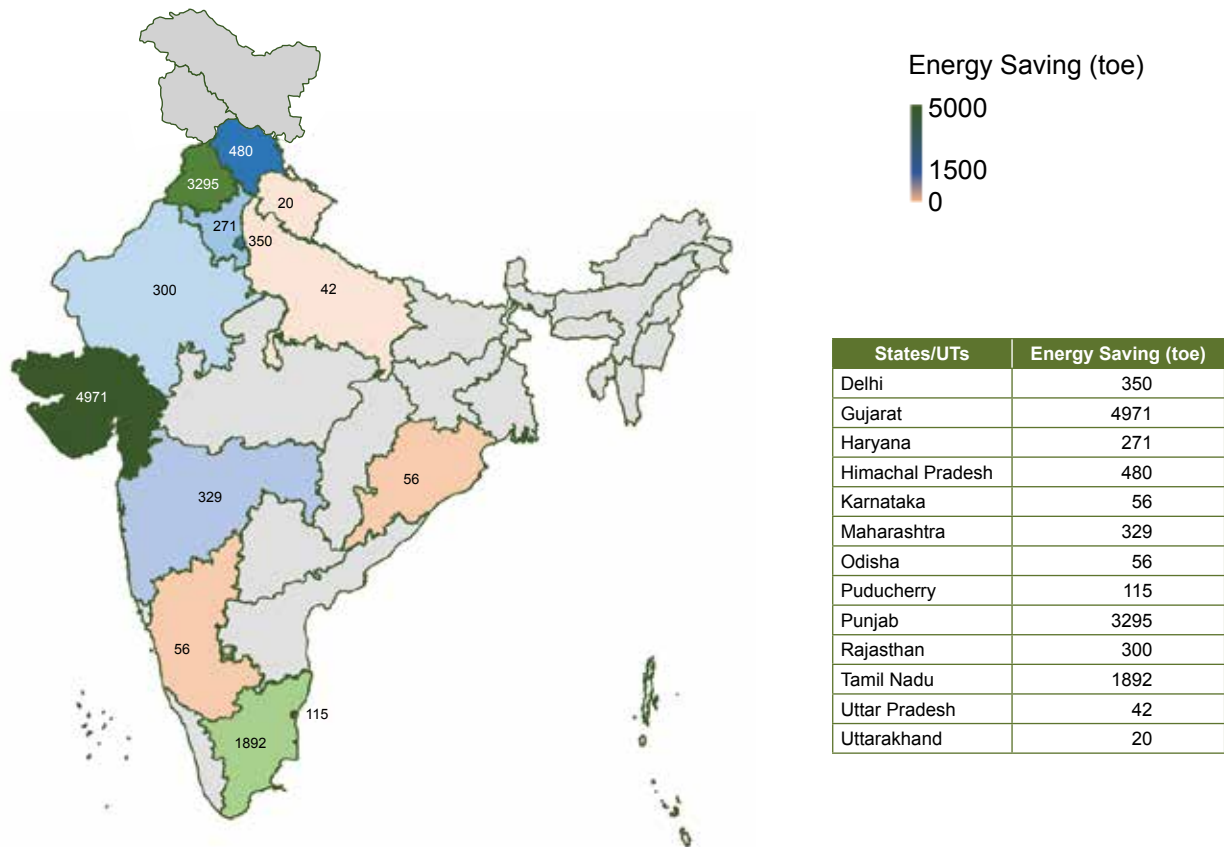 Energy Saving (toe)
5000
1500
0
480
3295
20
271
350
300
42
4971
329
56
56
115
1892
States/UTs Energy Saving (toe)
Delhi 350
Gujarat 4971
Haryana 271
Himachal Pradesh 480
Karnataka 56
Maharashtra 329
Odisha 56
Puducherry 115
Punjab 3295
Rajasthan 300
Tamil Nadu 1892
Uttar Pradesh 42
Uttarakhand 20